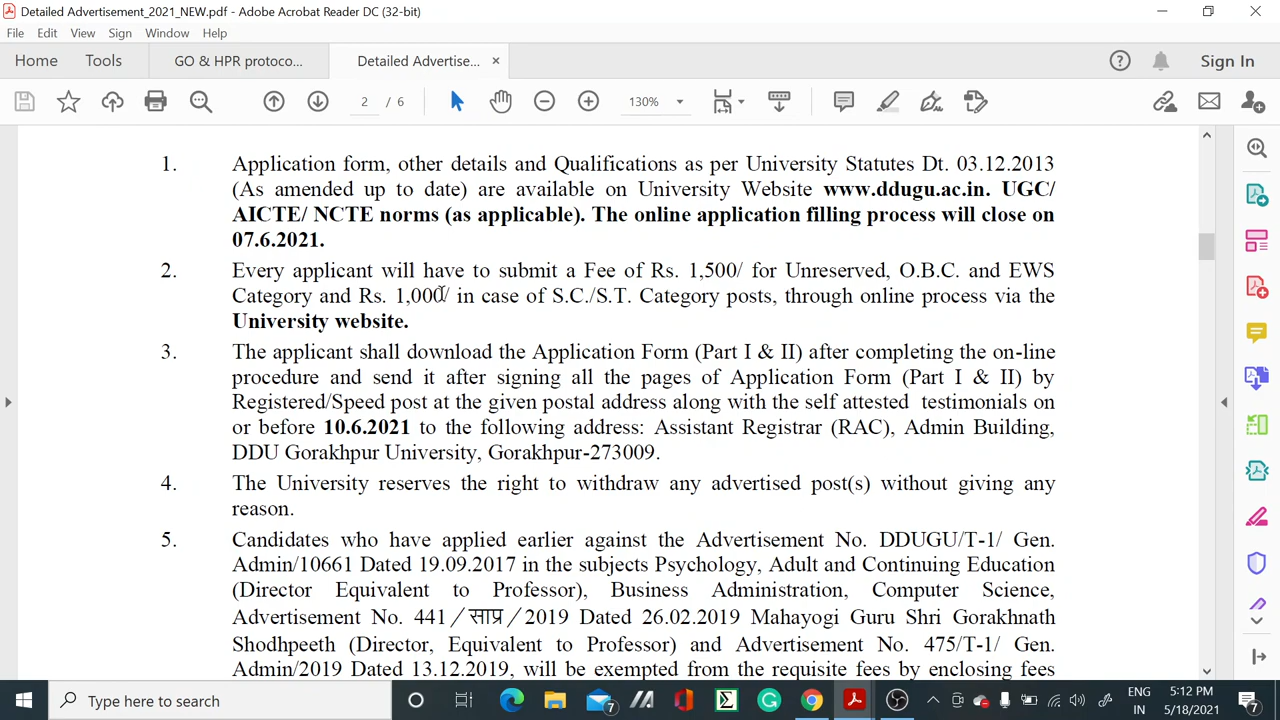 Detailed Advertisement_2021_NEW.pdf - Adobe Acrobat Reader DC (32-bit)
File Edit View Sign Window Help
Home Tools GO & HPR protoco... Detailed Advertise... × Sign In
2 / 6 130%
1. Application form, other details and Qualifications as per University Statutes Dt. 03.12.2013
(As amended up to date) are available on University Website www.ddugu.ac.in. UGC/
AICTE/ NCTE norms (as applicable). The online application filling process will close on
07.6.2021.
2. Every applicant will have to submit a Fee of Rs. 1,500/ for Unreserved, O.B.C. and EWS
Category and Rs. 1,000/ in case of S.C./S.T. Category posts, through online process via the
University website.
3. The applicant shall download the Application Form (Part I & II) after completing the on-line
procedure and send it after signing all the pages of Application Form (Part I & II) by
Registered/Speed post at the given postal address along with the self attested testimonials on
or before 10.6.2021 to the following address: Assistant Registrar (RAC), Admin Building,
DDU Gorakhpur University, Gorakhpur-273009.
4. The University reserves the right to withdraw any advertised post(s) without giving any
reason.
5. Candidates who have applied earlier against the Advertisement No. DDUGU/T-1/ Gen.
Admin/10661 Dated 19.09.2017 in the subjects Psychology, Adult and Continuing Education
(Director Equivalent to Professor), Business Administration, Computer Science,
Advertisement No. 441/साप्र/2019 Dated 26.02.2019 Mahayogi Guru Shri Gorakhnath
Shodhpeeth (Director, Equivalent to Professor) and Advertisement No. 475/T-1/ Gen.
Admin/2019 Dated 13.12.2019, will be exempted from the requisite fees by enclosing fees
Type here to search 7 ENG 5:12 PM
IN 5/18/2021 7